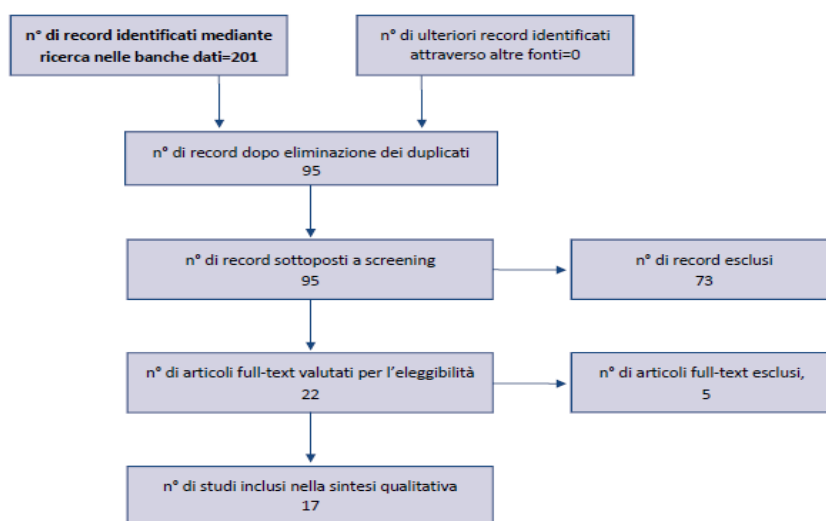 n° di record identificati mediante
ricerca nelle banche dati=201
n° di ulteriori record identificati
attraverso altre fonti=0
n° di record dopo eliminazione dei duplicati
95
n° di record sottoposti a screening
95
n° di record esclusi
73
n° di articoli full-text valutati per l'eleggibilità
22
n° di articoli full-text esclusi,
5
n° di studi inclusi nella sintesi qualitativa
17